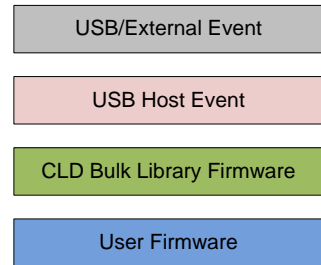 USB/External Event
USB Host Event
CLD Bulk Library Firmware
User Firmware